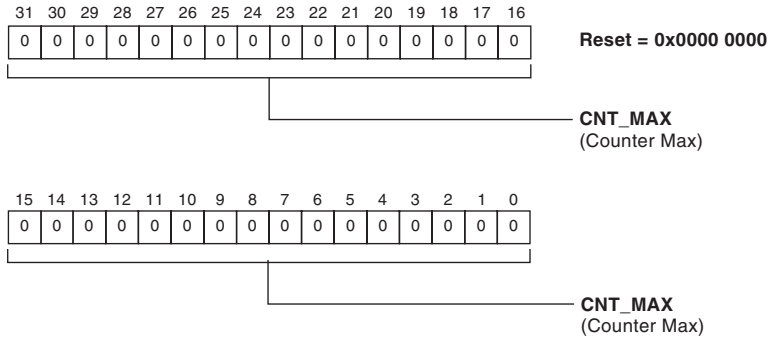 31 30 29 28 27 26 25 24 23 22 21 20 19 18 17 16
0 0 0 0 0 0 0 0 0 0 0 0 0 0 0 0 Reset = 0x0000 0000
CNT_MAX
(Counter Max)
15 14 13 12 11 10 9 8 7 6 5 4 3 2 1 0
0 0 0 0 0 0 0 0 0 0 0 0 0 0 0 0
CNT_MAX
(Counter Max)